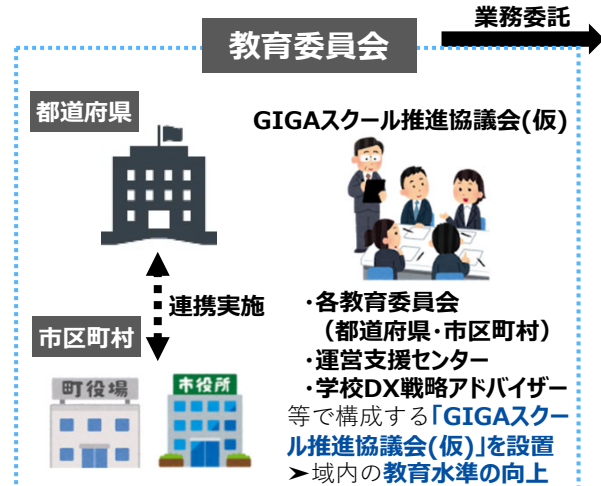 業務委託
教育委員会
都道府県
GIGAスクール推進協議会(仮)
連携実施
市区町村
町役場
市役所
・各教育委員会
（都道府県・市区町村）
・運営支援センター
・学校DX戦略アドバイザー
等で構成する「GIGAスクー
ル推進協議会(仮)」を設置
➤域内の教育水準の向上